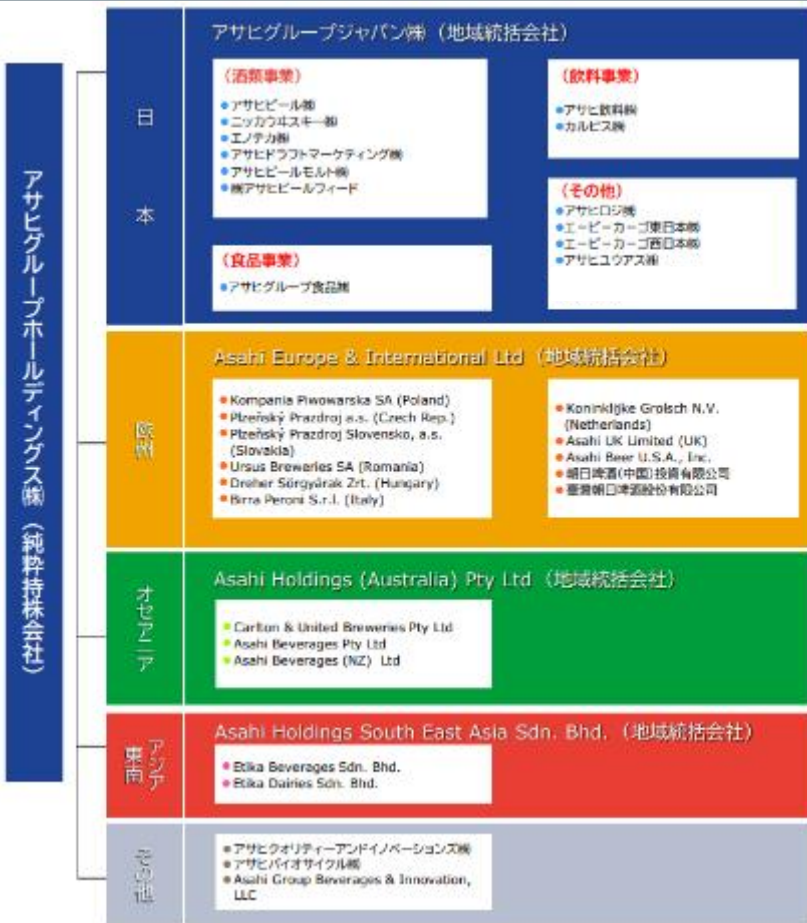 アサヒグループホールディングス㈱（純粋持株会社）
日本
アサヒグループジャパン㈱（地域統括会社）
（酒類事業）
●アサヒビール㈱
●ニッカウヰスキー㈱
●エノテカ㈱
●アサヒドラフトマーケティング㈱
●アサヒビールモルト㈱
●㈱アサヒビールフィード
（食品事業）
●アサヒグループ食品㈱
（飲料事業）
●アサヒ飲料㈱
●カルピス㈱
（その他）
●アサヒロジ㈱
●エービーカーゴ東日本㈱
●エービーカーゴ西日本㈱
●アサヒユウアス㈱
欧州
Asahi Europe & International Ltd（地域統括会社）
●Kompania Piwowarska SA (Poland)
●Plzeňský Prazdroj a.s. (Czech Rep.)
●Plzeňský Prazdroj Slovensko, a.s.
(Slovakia)
●Ursus Breweries SA (Romania)
●Dreher Sörgyárak Zrt. (Hungary)
●Birra Peroni S.r.l. (Italy)
●Koninklijke Grolsch N.V.
(Netherlands)
●Asahi UK Limited (UK)
●Asahi Beer U.S.A., Inc.
●朝日啤酒(中国)投資有限公司
●臺灣朝日啤酒股份有限公司
オセアニア
Asahi Holdings (Australia) Pty Ltd（地域統括会社）
●Carlton & United Breweries Pty Ltd
●Asahi Beverages Pty Ltd
●Asahi Beverages (NZ) Ltd
東南アジア
Asahi Holdings South East Asia Sdn. Bhd.（地域統括会社）
●Etika Beverages Sdn. Bhd.
●Etika Dairies Sdn. Bhd.
その他
●アサヒクオリティーアンドイノベーションズ㈱
●アサヒバイオサイクル㈱
●Asahi Group Beverages & Innovation,
LLC